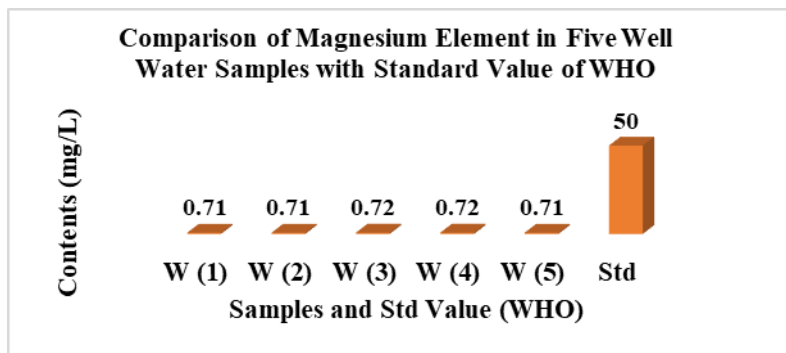 Comparison of Magnesium Element in Five Well
Water Samples with Standard Value of WHO
Contents (mg/L)
0.71 0.71 0.72 0.72 0.71 50
W (1) W (2) W (3) W (4) W (5) Std
Samples and Std Value (WHO)